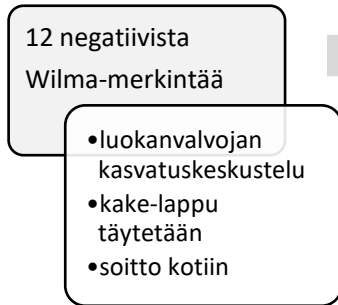 12 negatiivista
Wilma-merkintää
•luokanvalvojan
kasvatuskeskustelu
•kake-lappu
täytetään
•soitto kotiin